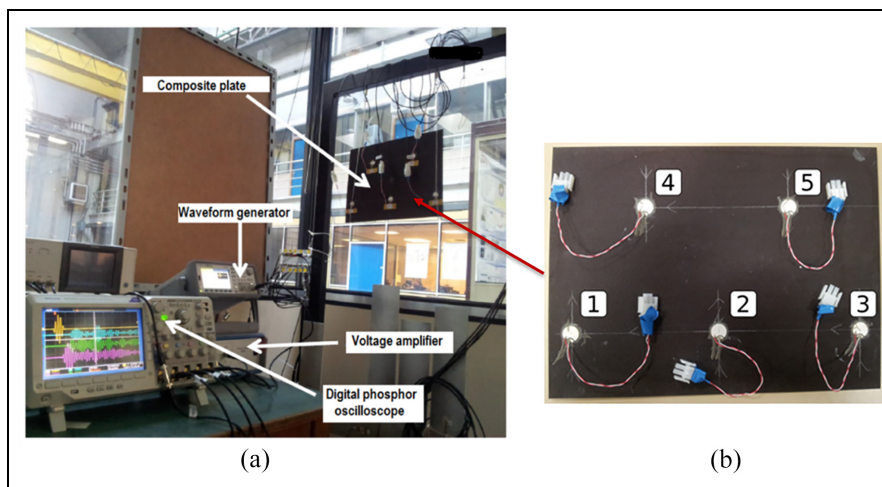 Composite plate
Waveform generator
Voltage amplifier
Digital phosphor
oscilloscope
4
5
1
2
3
(a)
(b)